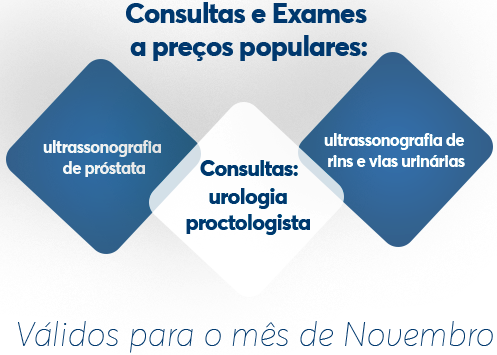 Consultas e Exames
a preços populares:
ultrassonografia
de próstata
Consultas:
urologia
proctologista
ultrassonografia de
rins e vias urinárias
Válidos para o mês de Novembro